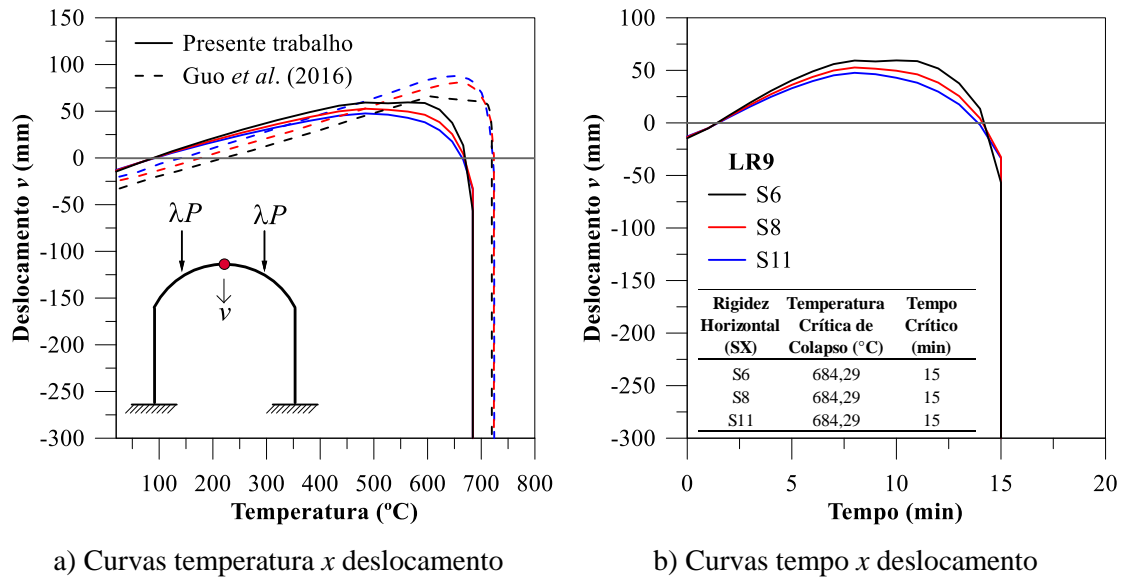 150
100
50
0
-50
-100
-150
-200
-250
-300
Deslocamento v (mm)
Presente trabalho
Guo et al. (2016)
λP λP
v
100 200 300 400 500 600 700 800
Temperatura (ºC)
a) Curvas temperatura x deslocamento
100
50
0
-50
-100
-150
-200
-250
-300
Deslocamento v (mm)
LR9
S6
S8
S11
Rigidez Temperatura Tempo
Horizontal Crítica de Crítico
(SX) Colapso (°C) (min)
S6 684,29 15
S8 684,29 15
S11 684,29 15
0 5 10 15 20
Tempo (min)
b) Curvas tempo x deslocamento